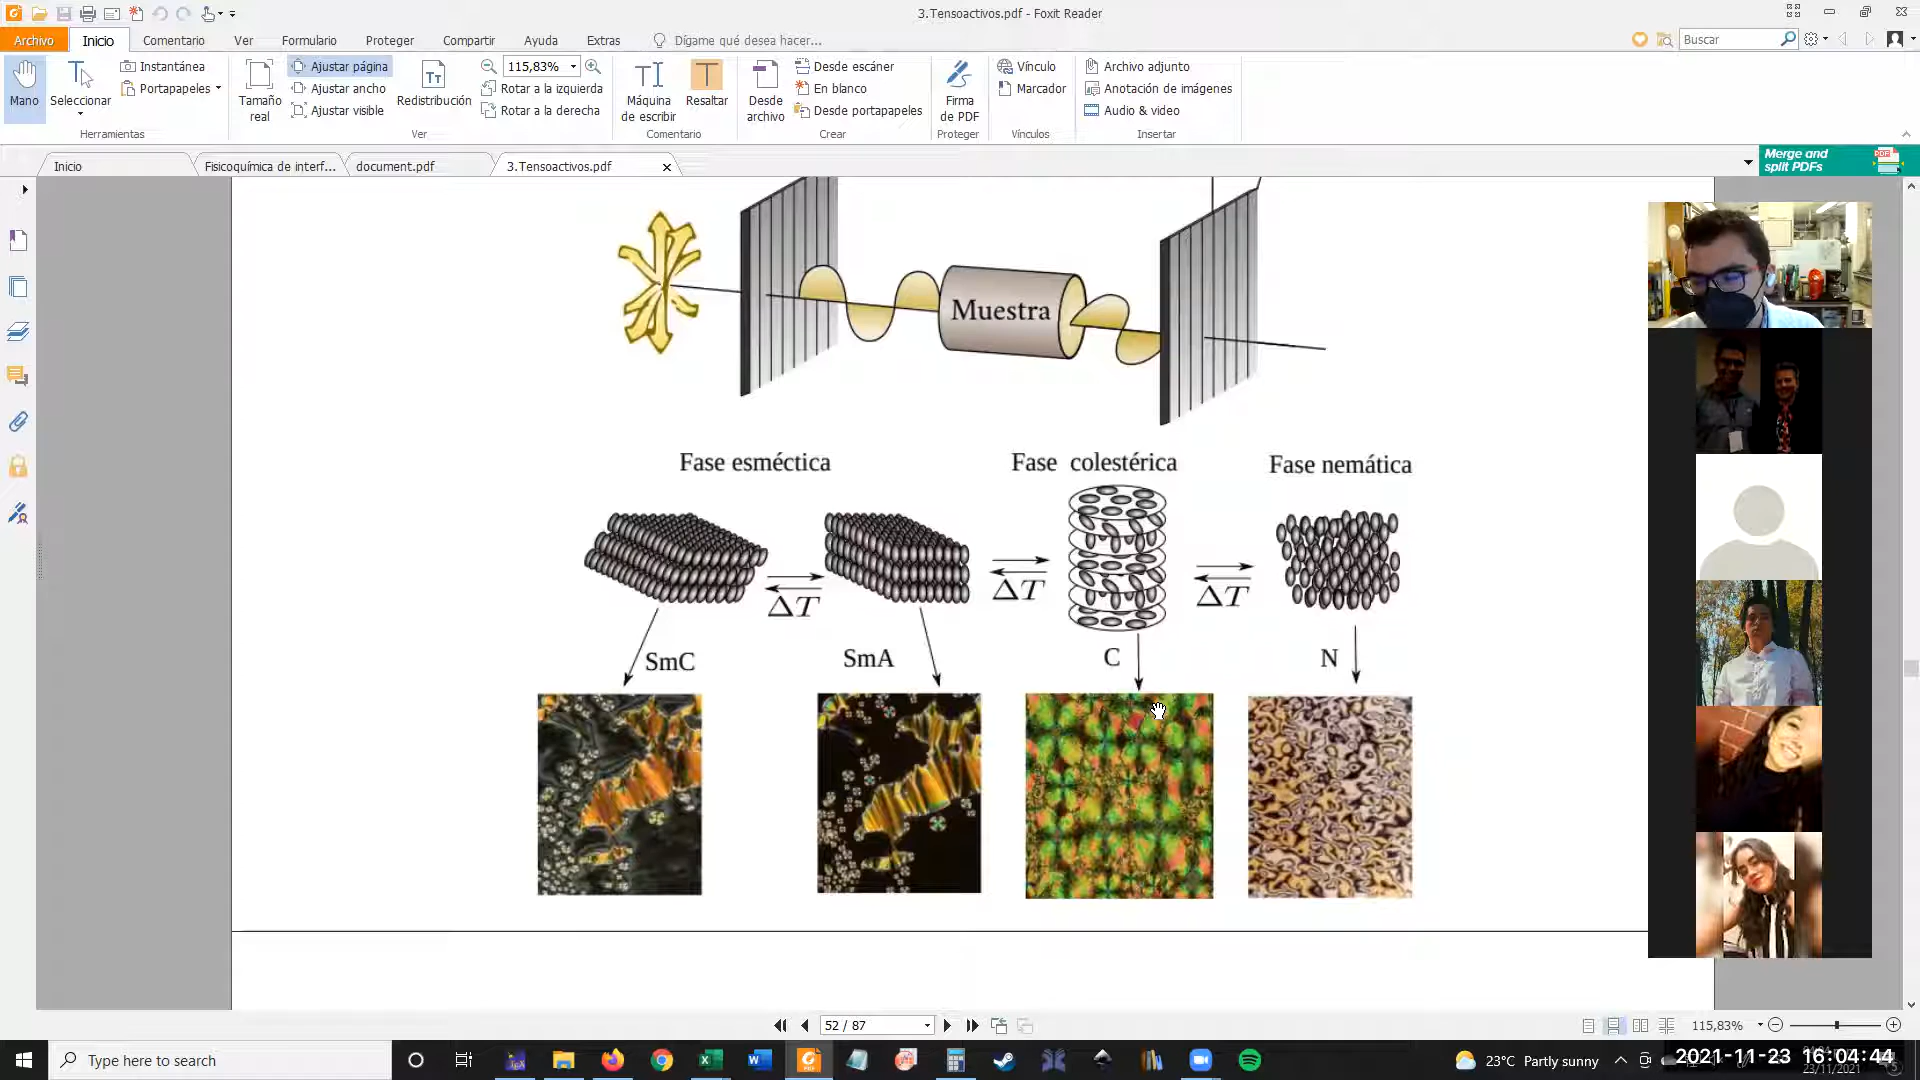 3.Tensoactivos.pdf - Foxit Reader
Archivo Inicio Comentario Ver Formulario Proteger Compartir Ayuda Extras Dígame qué desea hacer... Buscar
Mano
Seleccionar
Instantánea
Portapapeles
Herramientas
Tamaño real
Ajustar página
Ajustar ancho
Ajustar visible
Redistribución
115,83%
Rotar a la izquierda
Rotar a la derecha
Ver
Máquina de escribir
Resaltar
Comentario
Desde archivo
Desde escáner
En blanco
Desde portapapeles
Crear
Firma de PDF
Proteger
Vínculo
Marcador
Vínculos
Archivo adjunto
Anotación de imágenes
Audio & video
Insertar
Inicio Fisicoquímica de interf... document.pdf 3.Tensoactivos.pdf
Merge and
split PDFs
Muestra
Fase esméctica Fase colestérica Fase nemática
ΔT ΔT ΔT
SmC SmA C N
52 / 87
115,83%
Type here to search
23°C Partly sunny
2021-11-23 16:04:44
23/11/2021